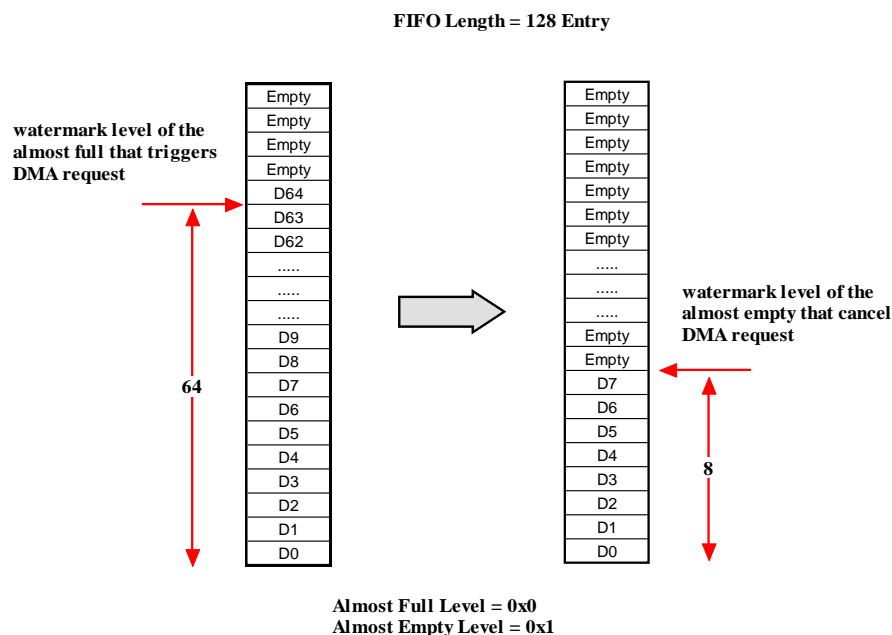 FIFO Length = 128 Entry
watermark level of the
almost full that triggers
DMA request
64
Empty
Empty
Empty
Empty
D64
D63
D62
.....
.....
.....
D9
D8
D7
D6
D5
D4
D3
D2
D1
D0
Empty
Empty
Empty
Empty
Empty
Empty
Empty
.....
.....
.....
Empty
Empty
D7
D6
D5
D4
D3
D2
D1
D0
watermark level of the
almost empty that cancel
DMA request
8
Almost Full Level = 0x0
Almost Empty Level = 0x1